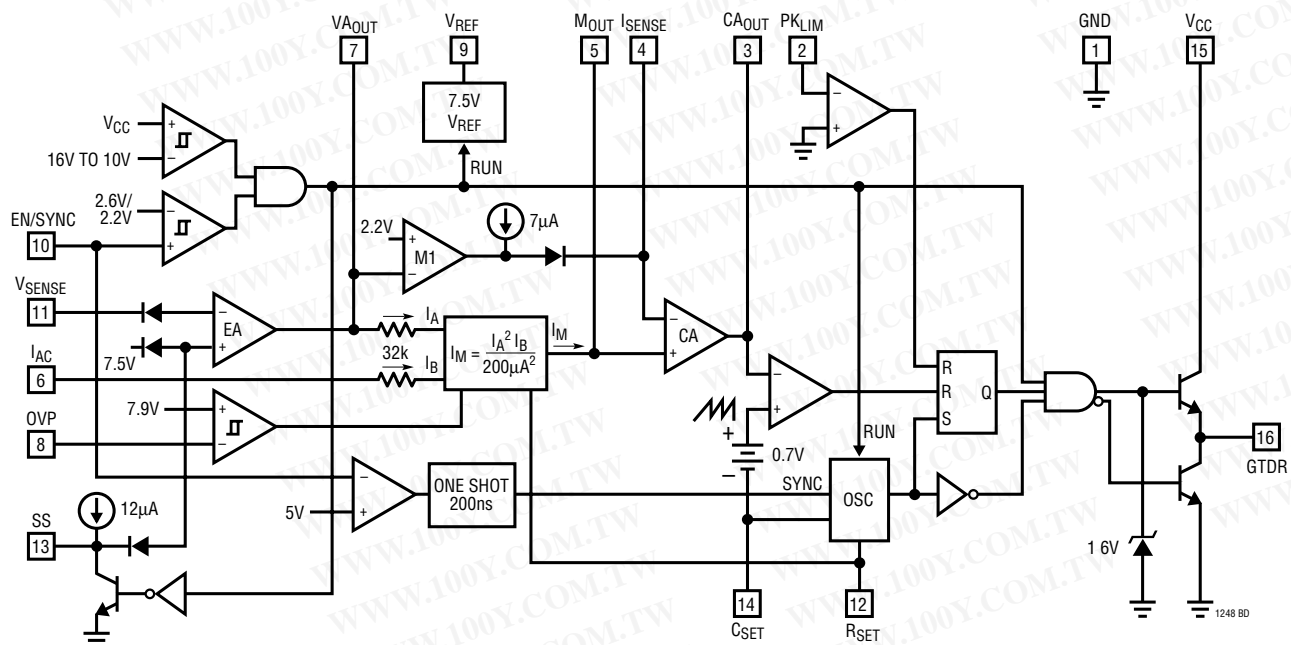 VAOUT
VREF
MOUT
ISENSE
CAOUT
PKLIM
GND
VCC
7
9
5
4
3
2
1
15
7.5V
VREF
VCC
+
16V TO 10V
−
RUN
2.6V/
2.2V
−
EN/SYNC
10
+
7µA
2.2V
+
M1
−
VSENSE
11
−
EA
+
7.5V
IA
IM = IA² IB
200µA²
IM
−
CA
+
IAC
6
32k
IB
7.9V
+
OVP
8
−
−
+
−
+
+
−
0.7V
R
R
Q
S
RUN
16
GTDR
−
5V
+
ONE SHOT
200ns
SYNC
OSC
12µA
SS
13
1 6V
14
CSET
12
RSET
1248 BD
WWW.100Y.COM.TW